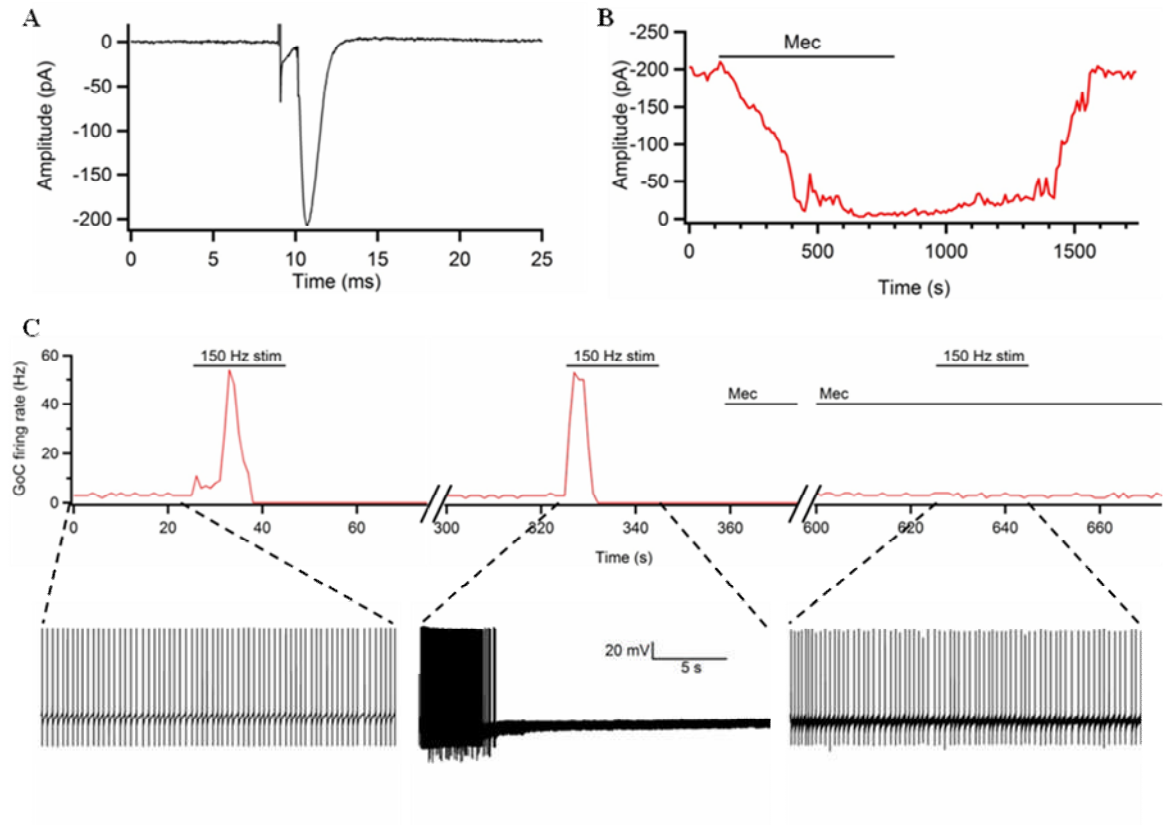 A
Amplitude (pA)
0
-50
-100
-150
-200
0 5 10 15 20 25
Time (ms)
B
Amplitude (pA)
-250
-200
-150
-100
-50
0
Mec
0 500 1000 1500
Time (s)
C
GoC firing rate (Hz)
60
40
20
0
150 Hz stim
150 Hz stim
150 Hz stim
Mec
Mec
0 20 40 60 300 320 340 360 600 620 640 660
Time (s)
20 mV
5 s